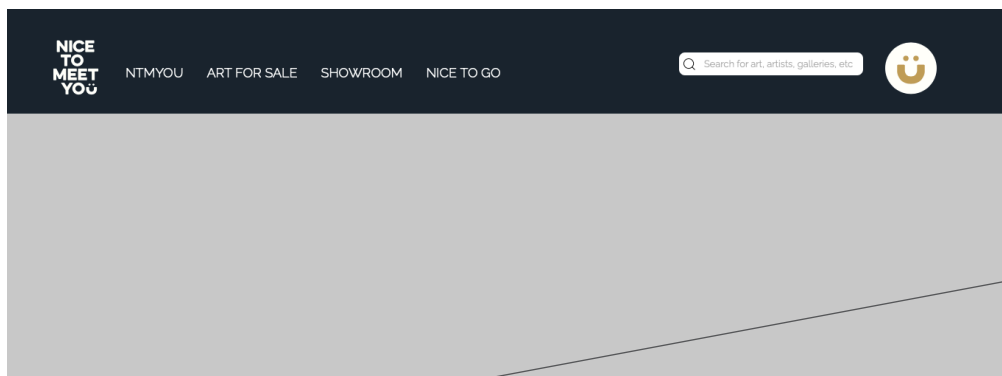 NICE
TO
MEET
YOÜ
NTMYOU
ART FOR SALE
SHOWROOM
NICE TO GO
Search for art, artists, galleries, etc
Ü